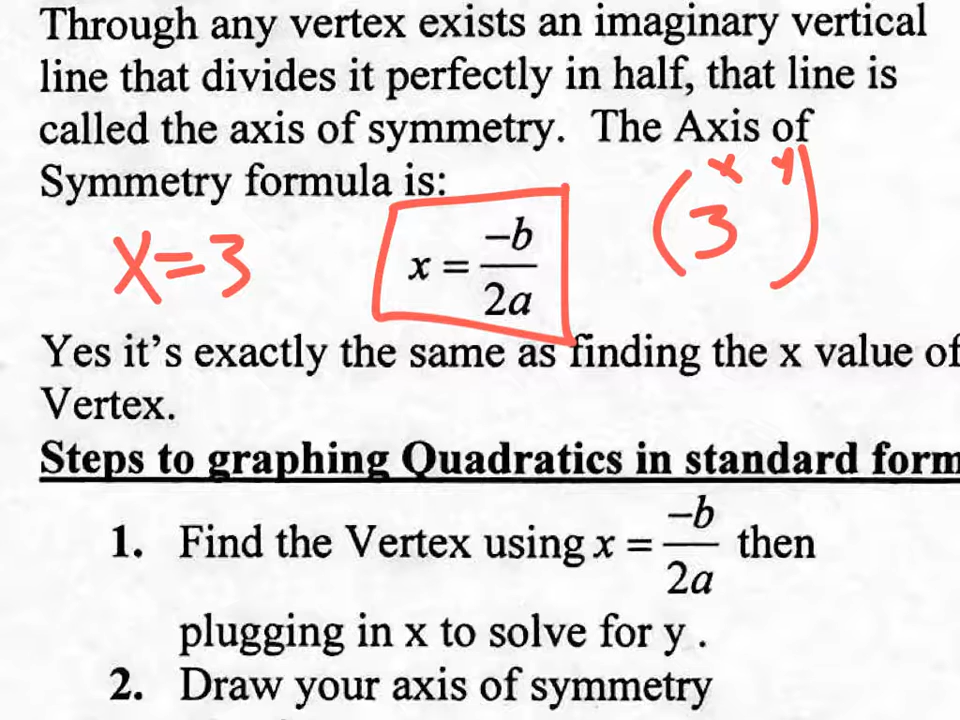 Through any vertex exists an imaginary vertical
line that divides it perfectly in half, that line is
called the axis of symmetry. The Axis of
Symmetry formula is:
x y
X=3 x = -b/2a (3 )
Yes it's exactly the same as finding the x value of
Vertex.
Steps to graphing Quadratics in standard form
1. Find the Vertex using x = -b/2a then
plugging in x to solve for y .
2. Draw your axis of symmetry